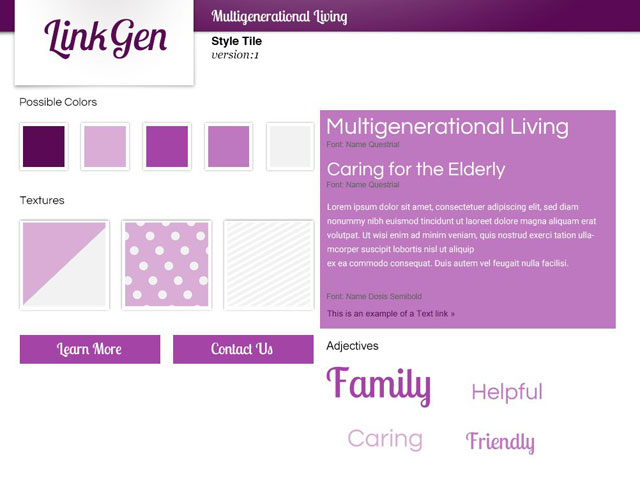 LinkGen
Multigenerational Living
Style Tile
version:1
Possible Colors
Textures
Learn More
Contact Us
Multigenerational Living
Font: Name Questrial
Caring for the Elderly
Font: Name Questrial
Lorem ipsum dolor sit amet, consectetuer adipiscing elit, sed diam
nonummy nibh euismod tincidunt ut laoreet dolore magna aliquam erat
volutpat. Ut wisi enim ad minim veniam, quis nostrud exerci tation ulla-
mcorper suscipit lobortis nisl ut aliquip
ex ea commodo consequat. Duis autem vel feugait nulla facilisi.
Font: Name Dosis Semibold
This is an example of a Text link »
Adjectives
Family
Helpful
Caring
Friendly